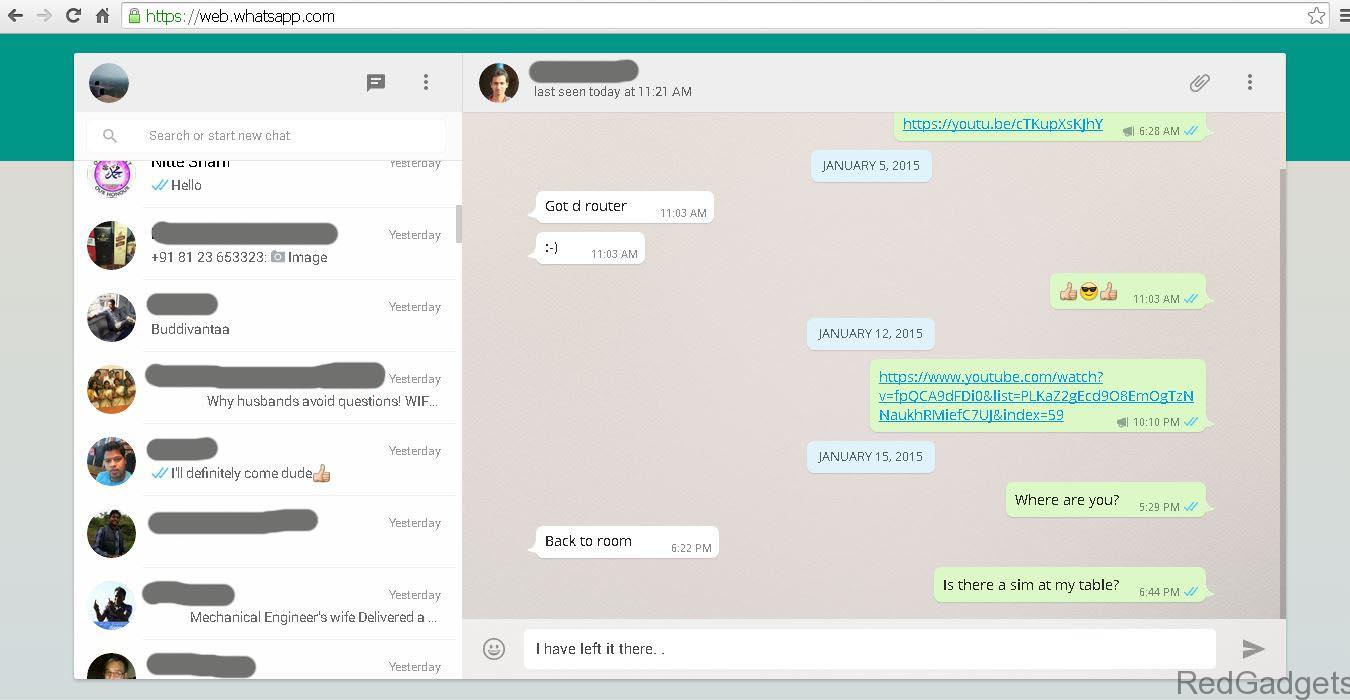 https://web.whatsapp.com
last seen today at 11:21 AM
Search or start new chat
Nitte Sham
Yesterday
Hello
Yesterday
+91 81 23 653323: Image
Yesterday
Buddivantaa
Yesterday
Why husbands avoid questions! WIF...
Yesterday
I'll definitely come dude
Yesterday
Yesterday
Mechanical Engineer's wife Delivered a ...
Yesterday
https://youtu.be/cTKupXsKJhY
6:28 AM
JANUARY 5, 2015
Got d router 11:03 AM
:-) 11:03 AM
👍😎👍 11:03 AM
JANUARY 12, 2015
https://www.youtube.com/watch?
v=fpQCA9dFDi0&list=PLKaZ2gEcd9O8EmOgTzN
NaukhRMiefC7UJ&index=59
10:10 PM
JANUARY 15, 2015
Where are you? 5:29 PM
Back to room 6:22 PM
Is there a sim at my table? 6:44 PM
I have left it there. .
RedGadgets